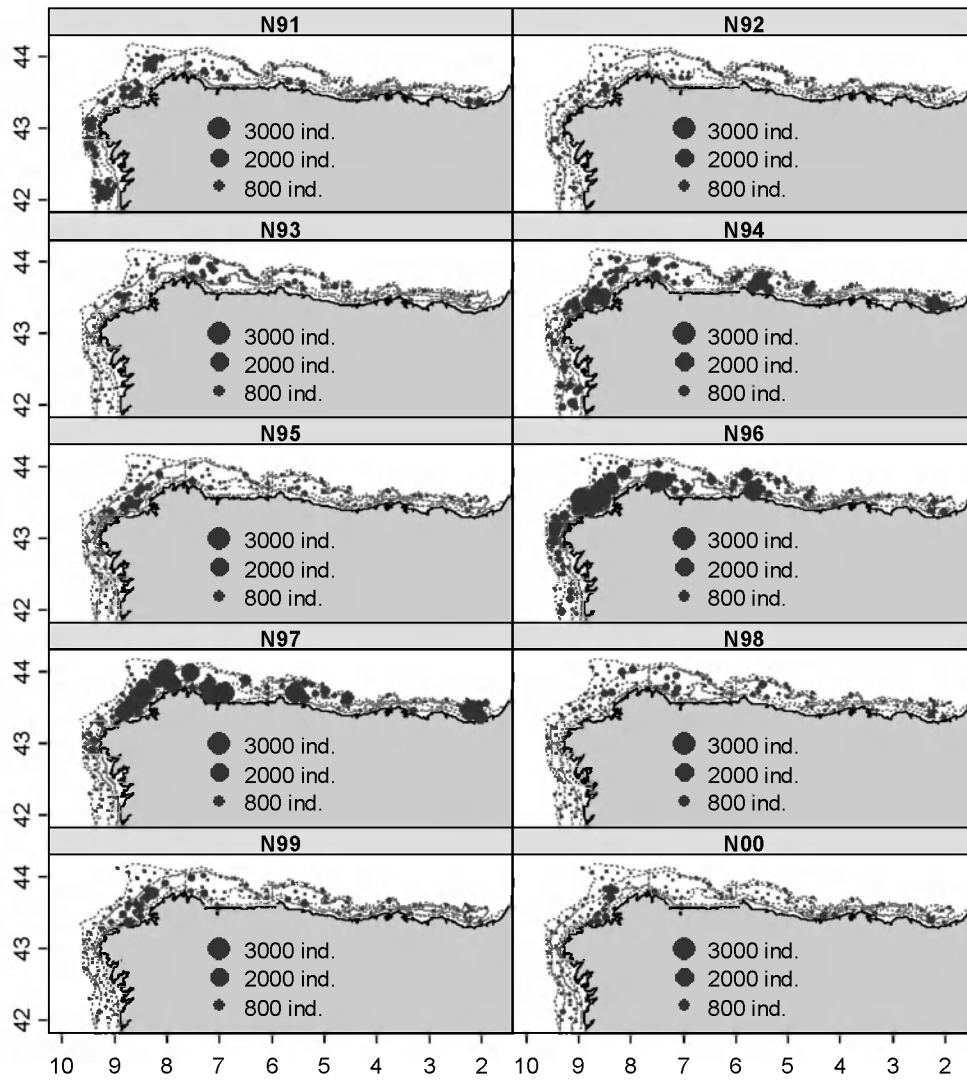 N91 N92
44
43
42
3000 ind. 3000 ind.
2000 ind. 2000 ind.
800 ind. 800 ind.
N93 N94
44
43
42
3000 ind. 3000 ind.
2000 ind. 2000 ind.
800 ind. 800 ind.
N95 N96
44
43
42
3000 ind. 3000 ind.
2000 ind. 2000 ind.
800 ind. 800 ind.
N97 N98
44
43
42
3000 ind. 3000 ind.
2000 ind. 2000 ind.
800 ind. 800 ind.
N99 N00
44
43
42
3000 ind. 3000 ind.
2000 ind. 2000 ind.
800 ind. 800 ind.
10 9 8 7 6 5 4 3 2 10 9 8 7 6 5 4 3 2